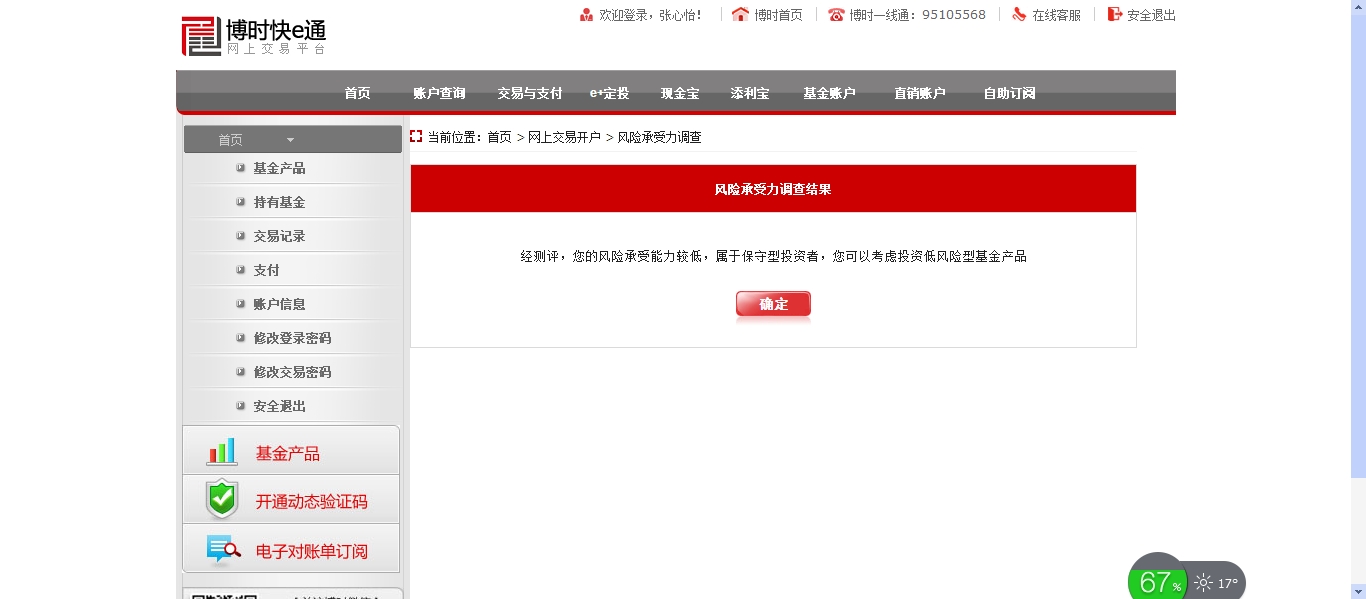 欢迎登录，张心怡！ 博时首页 博时一线通：95105568 在线客服 安全退出
博时快e通
网上交易平台
首页 账户查询 交易与支付 e+定投 现金宝 添利宝 基金账户 直销账户 自助订阅
首页
当前位置：首页 > 网上交易开户 > 风险承受力调查
基金产品
持有基金
交易记录
支付
账户信息
修改登录密码
修改交易密码
安全退出
风险承受力调查结果
经测评，您的风险承受能力较低，属于保守型投资者，您可以考虑投资低风险型基金产品
确定
基金产品
开通动态验证码
电子对账单订阅
67% 17°